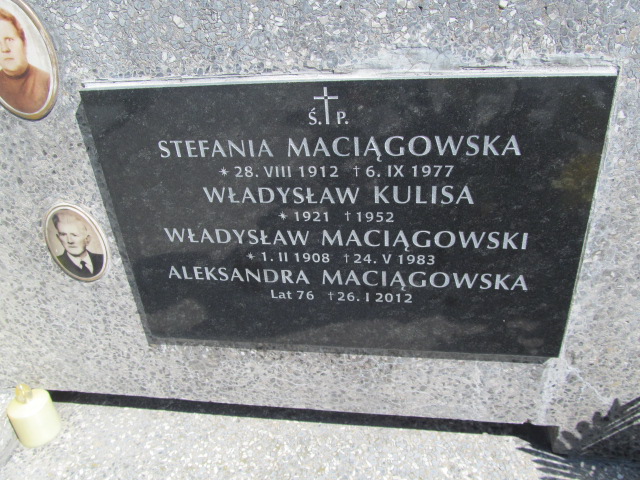 Ś.†P.
STEFANIA MACIĄGOWSKA
* 28. VIII 1912 † 6. IX 1977
WŁADYSŁAW KULISA
* 1921 † 1952
WŁADYSŁAW MACIĄGOWSKI
* 1. II 1908 † 24. V 1983
ALEKSANDRA MACIĄGOWSKA
Lat 76 † 26. I 2012